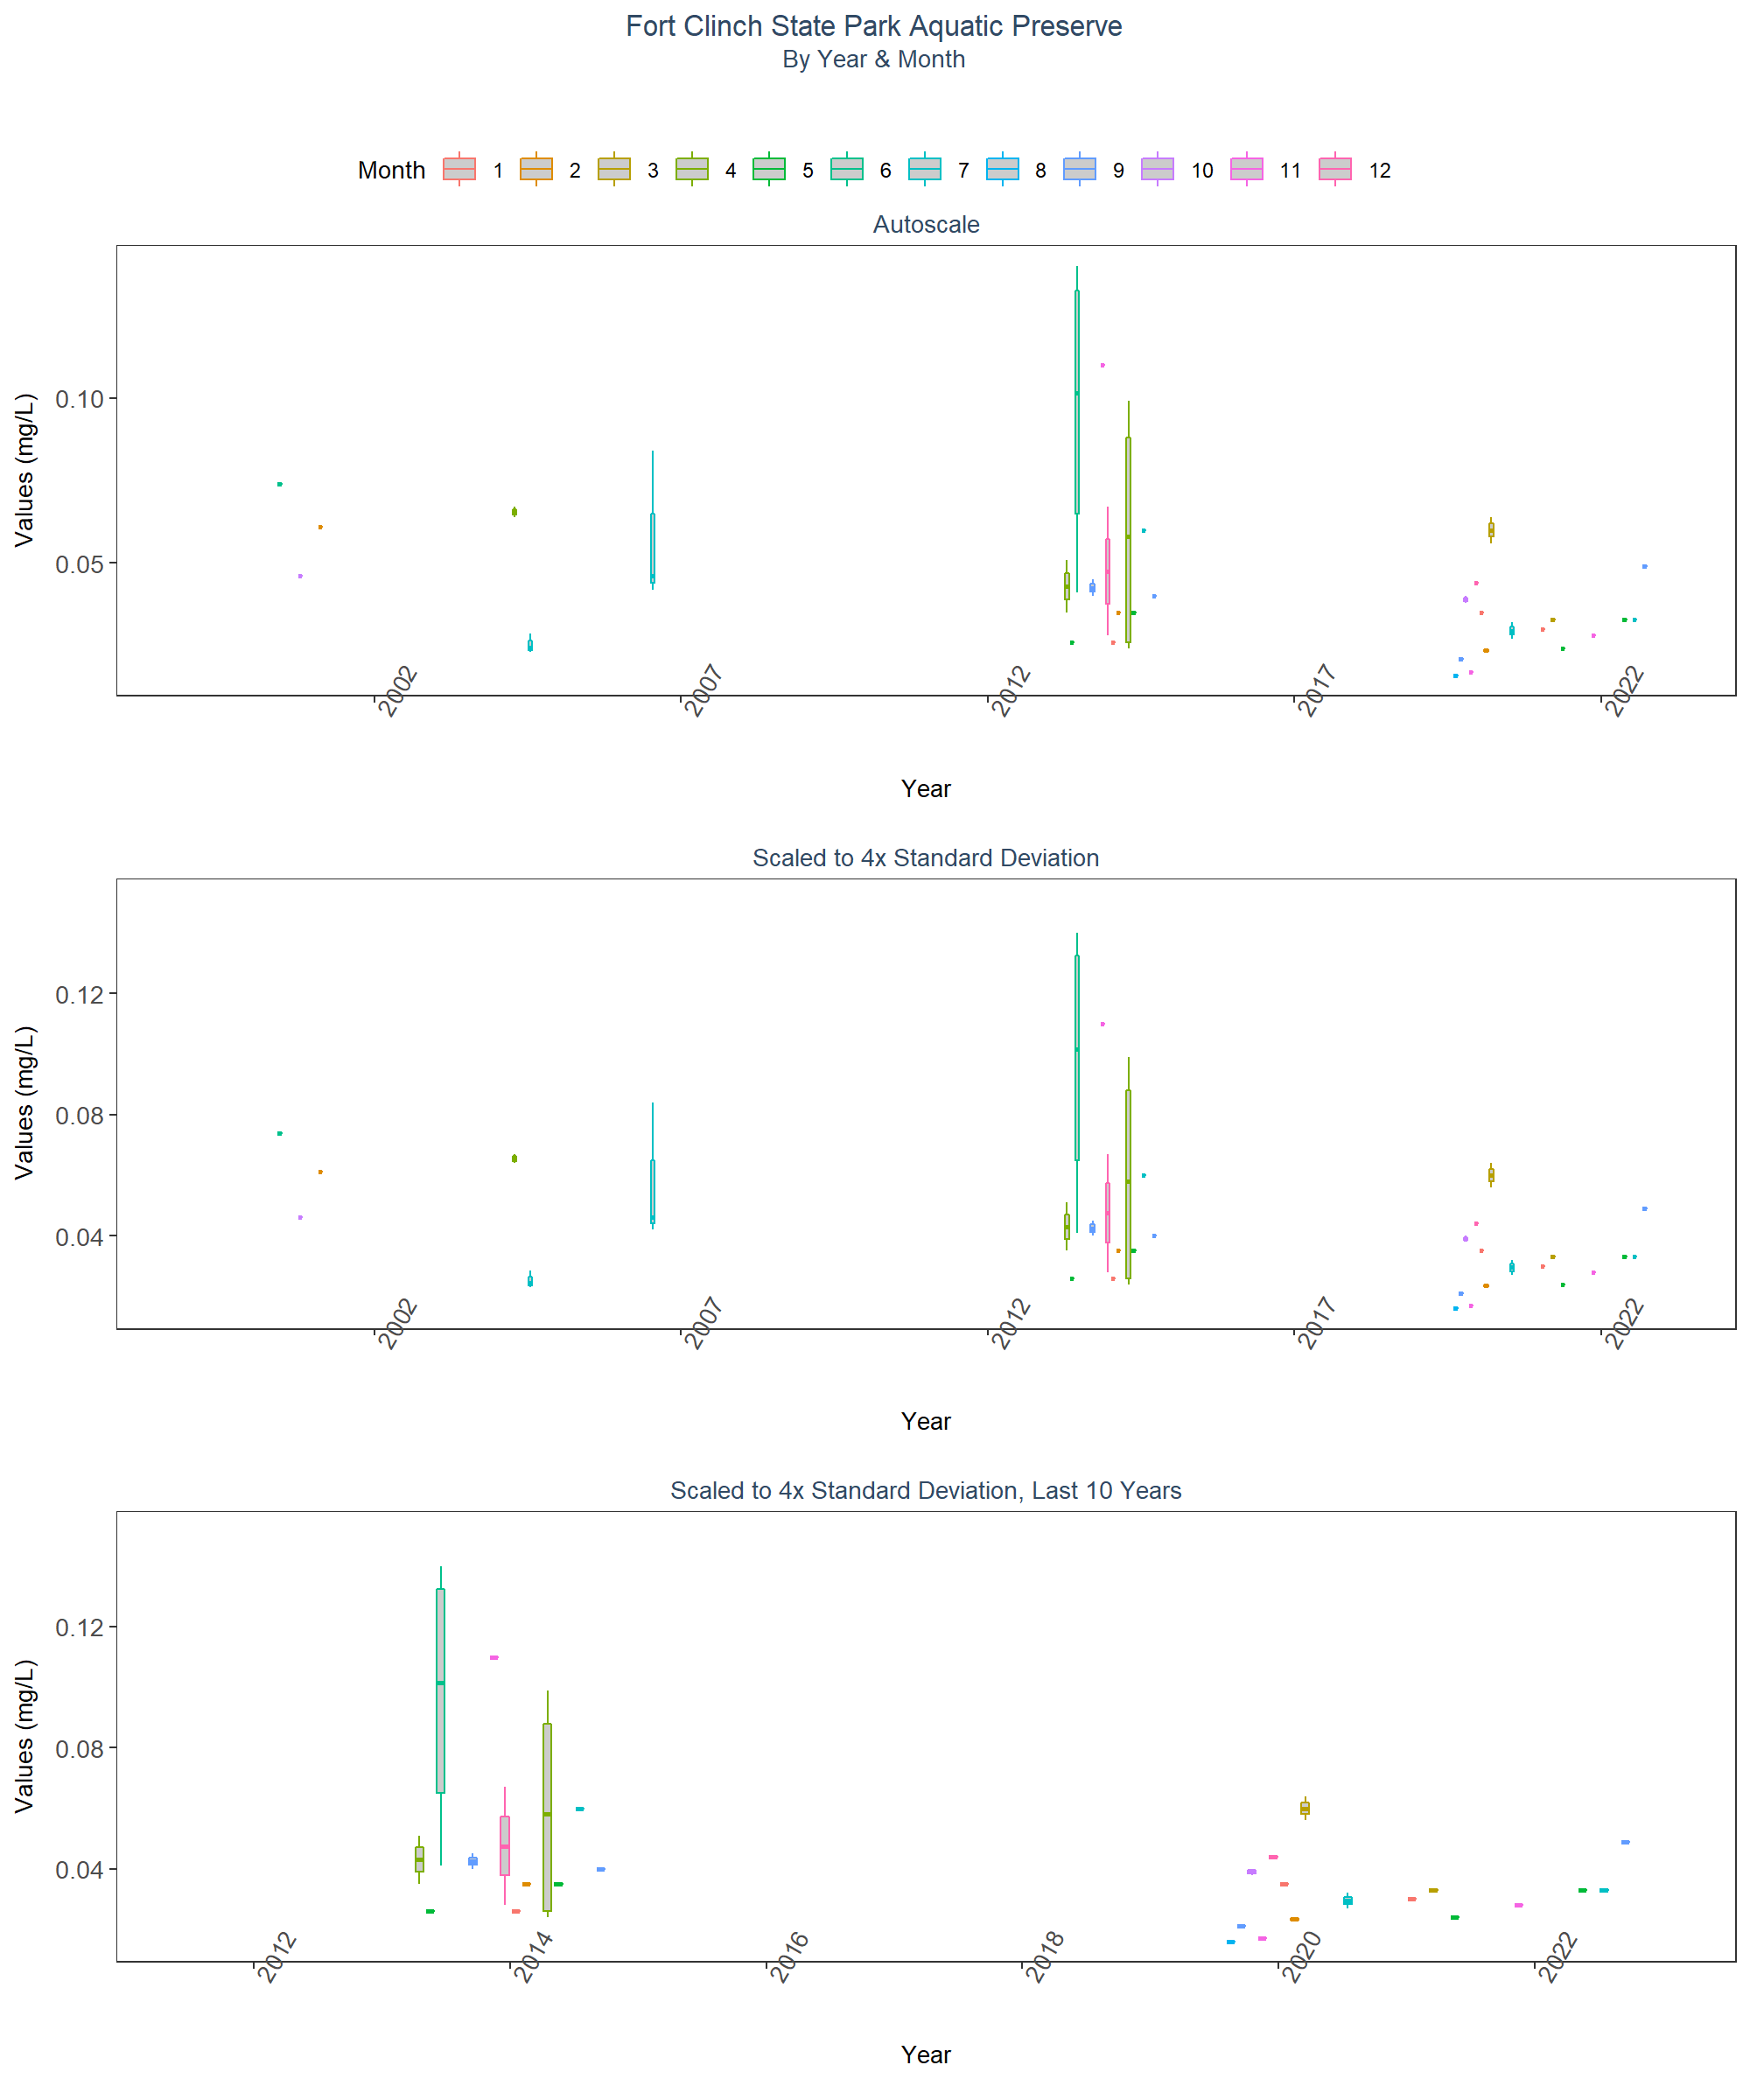 Fort Clinch State Park Aquatic Preserve
By Year & Month
Month 1 2 3 4 5 6 7 8 9 10 11 12
Autoscale
Values (mg/L)
0.10
0.05
2002 2007 2012 2017 2022
Year
Scaled to 4x Standard Deviation
Values (mg/L)
0.12
0.08
0.04
2002 2007 2012 2017 2022
Year
Scaled to 4x Standard Deviation, Last 10 Years
Values (mg/L)
0.12
0.08
0.04
2012 2014 2016 2018 2020 2022
Year